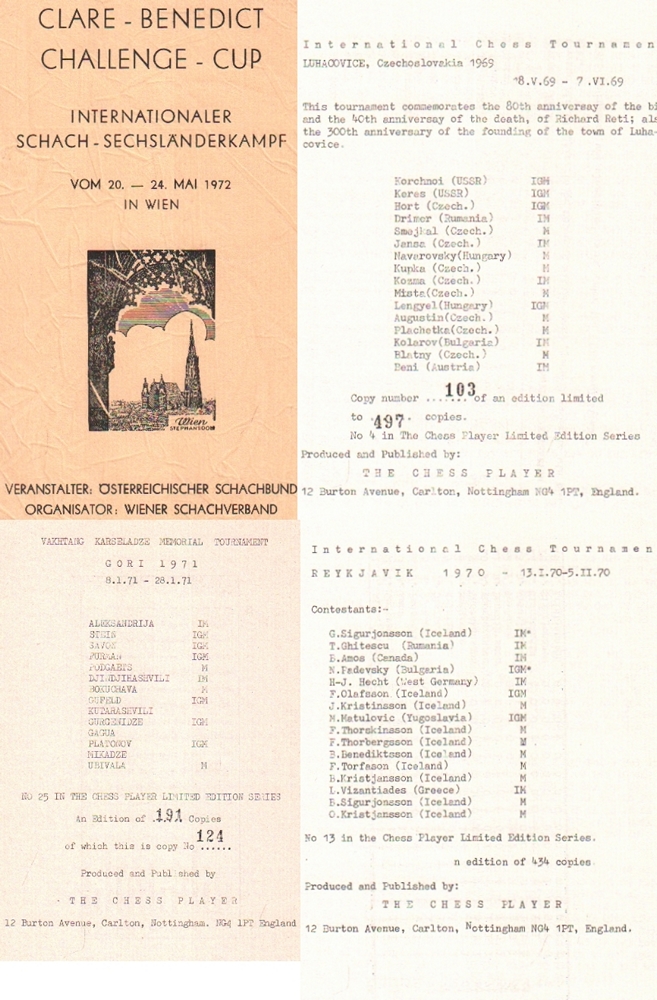 CLARE - BENEDICT
CHALLENGE - CUP
INTERNATIONALER
SCHACH - SECHSLÄNDERKAMPF
VOM 20. — 24. MAI 1972
IN WIEN
Wien
STEPHANSDOM
VERANSTALTER: ÖSTERREICHISCHER SCHACHBUND
ORGANISATOR: WIENER SCHACHVERBAND
International Chess Tournamen
LUHACOVICE, Czechoslovakia 1969
18.V.69 - 7.VI.69
This tournament commemorates the 80th anniversay of the bi
and the 40th anniversary of the death, of Richard Reti; als
the 300th anniversary of the founding of the town of Luha-
covice.
Korchnoi (USSR) IGM
Keres (USSR) IGM
Hort (Czech.) IGM
Drimer (Rumania) IM
Smejkal (Czech.) M
Jansa (Czech.) IM
Navarovsky(Hungary) M
Kupka (Czech.) M
Kozma (Czech.) IM
Mista(Czech.) M
Lengyel(Hungary) IGM
Augustin(Czech.) M
Plachetka(Czech.) M
Kolarov(Bulgaria) IM
Blatny (Czech.) M
Beni (Austria) IM
Copy number ...103... of an edition limited
to .497. copies.
No 4 in The Chess Player Limited Edition Series
Produced and Published by:
THE CHESS PLAYER
12 Burton Avenue, Carlton, Nottingham NG4 1PT, England.
VAKHTANG KARSELADZE MEMORIAL TOURNAMENT
GORI 1971
8.1.71 - 28.1.71
ALEKSANDRIJA IM
STEIN IGM
SAVON IGM
FURMAN IGM
PODGAETS M
DJINDJIHASHVILI IM
BOKUCHAVA M
GUFELD IGM
KUTARASEVILI
GURGENIDZE IGM
GAGUA
PLATONOV IGM
MIKADZE
UBIVALA M
NO 25 IN THE CHESS PLAYER LIMITED EDITION SERIES
An Edition of .191 Copies
of which this is copy No 124 ......
Produced and Published by
THE CHESS PLAYER
12 Burton Avenue, Carlton, Nottingham. NG4 1PT England
International Chess Tournamen
REYKJAVIK 1970 - 13.I.70-5.II.70
Contestants:-
G.Sigurjonsson (Iceland) IM*
T.Ghitescu (Rumania) IM
B.Amos (Canada) IM
N.Padevsky (Bulgaria) IGM*
H-J. Hecht (West Germany) IM
F.Olafsson (Iceland) IGM
J.Kristinsson (Iceland) M
M.Matulovic (Yugoslavia) IGM
F.Thorskinsson (Iceland) M
F.Thorbergsson (Iceland) M
B.Benediktsson (Iceland) M
F.Torfason (Iceland) M
B.Kristjansson (Iceland) M
L.Vizantiades (Greece) IM
B.Sigurjonsson (Iceland) M
O.Kristjansson (Iceland) M
No 13 in the Chess Player Limited Edition Series.
n edition of 434 copies
Produced and Published by:
THE CHESS PLAYER
12 Burton Avenue, Carlton, Nottingham NG4 1PT, England.